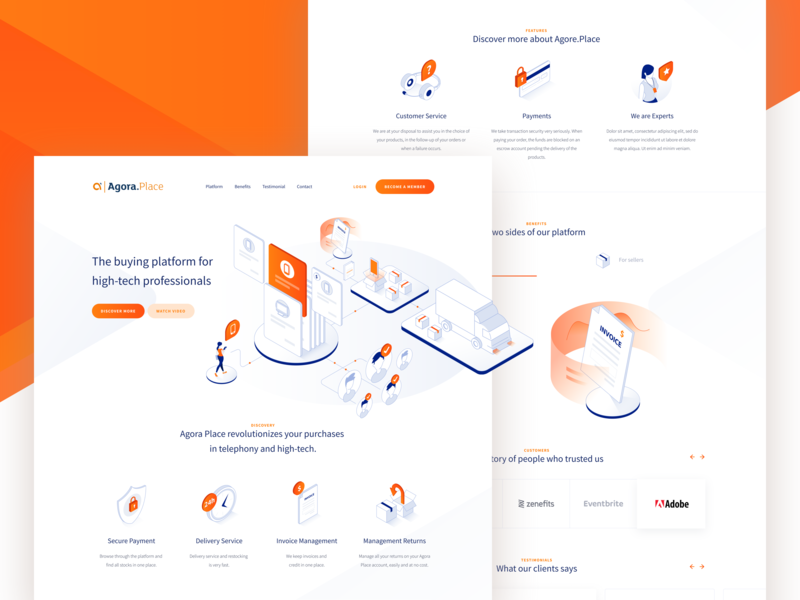 FEATURES
Discover more about Agore.Place
Customer Service
Payments
We are Experts
We are at your disposal to assist you in the choice of
your products, in the follow-up of your orders or
when a failure occurs.
We take transaction security very seriously. When
paying your order, the funds are blocked on an
escrow account pending the delivery of the
products.
Dolor sit amet, consectetur adipiscing elit, sed do
eiusmod tempor incididunt ut labore et dolore
magna aliqua. Ut enim ad minim veniam.
Agora.Place
Platform
Benefits
Testimonial
Contact
LOGIN
BECOME A MEMBER
The buying platform for
high-tech professionals
DISCOVER MORE
WATCH VIDEO
BENEFITS
wo sides of our platform
For sellers
INVOICE
$
?
DISCOVERY
Agora Place revolutionizes your purchases
in telephony and high-tech.
24h
$
INVOICE
Secure Payment
Delivery Service
Invoice Management
Management Returns
Browse through the platform and
find all stocks in one place.
Delivery service and restocking
is very fast.
We keep invoices and
credit in one place.
Manage all your returns on your Agora
Place account, easily and at no cost.
CUSTOMERS
tory of people who trusted us
zenefits
Eventbrite
Adobe
TESTIMONIALS
What our clients says